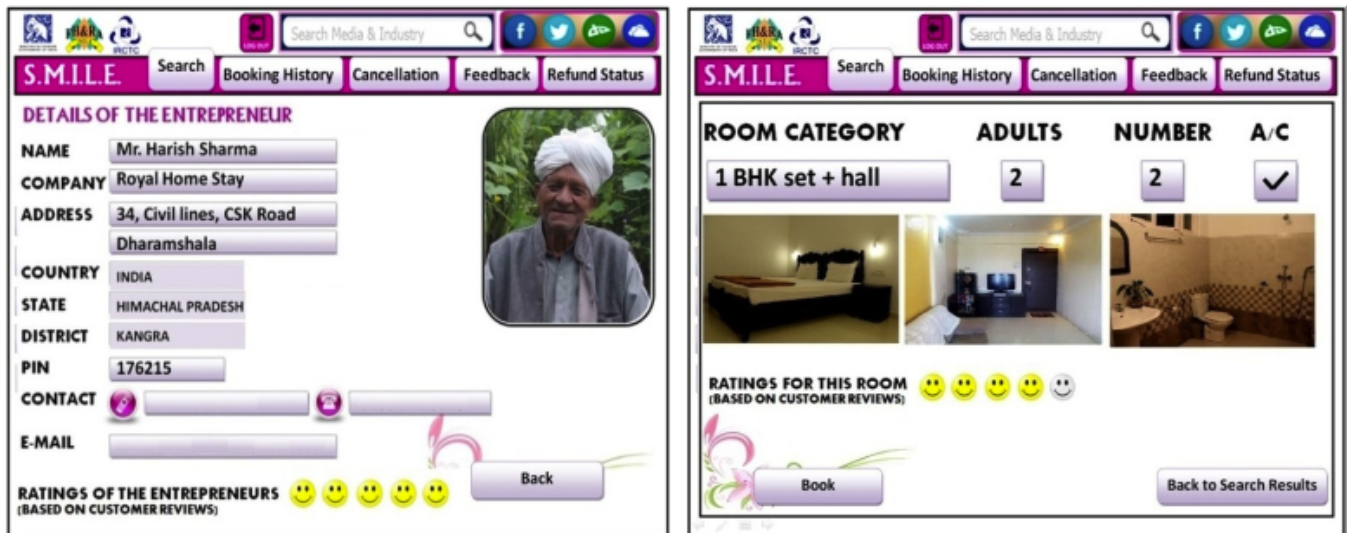 IRCTC
LOG OUT
Search Media & Industry
S.M.I.L.E.
Search
Booking History
Cancellation
Feedback
Refund Status
DETAILS OF THE ENTREPRENEUR
NAME Mr. Harish Sharma
COMPANY Royal Home Stay
ADDRESS 34, Civil lines, CSK Road
Dharamshala
COUNTRY INDIA
STATE HIMACHAL PRADESH
DISTRICT KANGRA
PIN 176215
CONTACT
E-MAIL
RATINGS OF THE ENTREPRENEURS
(BASED ON CUSTOMER REVIEWS)
Back
IRCTC
LOG OUT
Search Media & Industry
S.M.I.L.E.
Search
Booking History
Cancellation
Feedback
Refund Status
ROOM CATEGORY ADULTS NUMBER A/C
1 BHK set + hall 2 2
RATINGS FOR THIS ROOM
(BASED ON CUSTOMER REVIEWS)
Book
Back to Search Results